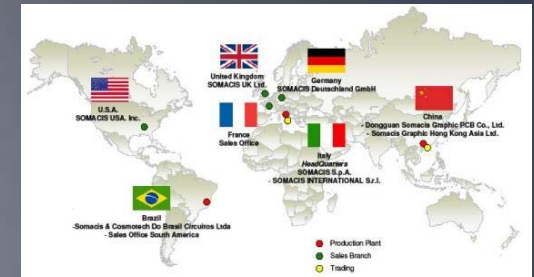 United Kingdom
SOMACIS UK Ltd.
Germany
SOMACIS Deurschland GmbH
U.S.A.
SOMACIS USA. Inc.
France
Sales Office
China
- Dongguan Somacis Graphic PCB Co., Ltd.
- Somacis Graphic Hong Kong Asia Ltd.
Italy
HeadQuarters
SOMACIS S.p.A.
- SOMACIS INTERNATIONAL S.r.l.
Brazil
-Somacis & Cosmotech Do Brasil Circuitos Ltda
- Sales Office South America
Production Plant
Sales Branch
Trading